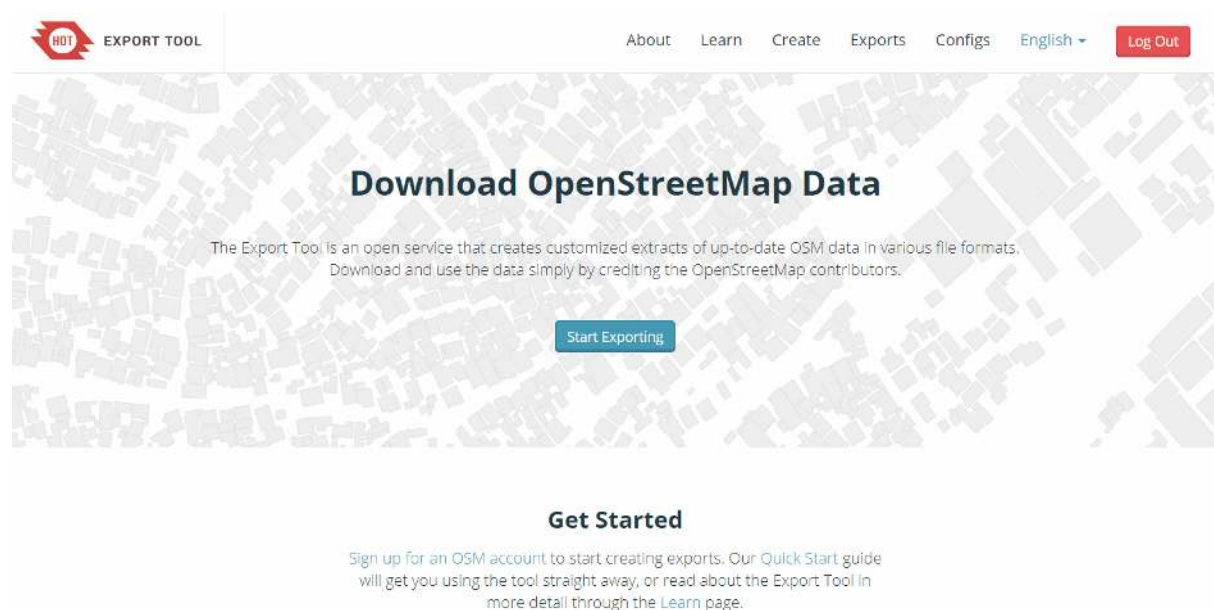 HOT EXPORT TOOL About Learn Create Exports Configs English Log Out
Download OpenStreetMap Data
The Export Tool is an open service that creates customized extracts of up-to-date OSM data in various file formats.
Download and use the data simply by crediting the OpenStreetMap contributors.
Start Exporting
Get Started
Sign up for an OSM account to start creating exports. Our Quick Start guide
will get you using the tool straight away, or read about the Export Tool in
more detail through the Learn page.